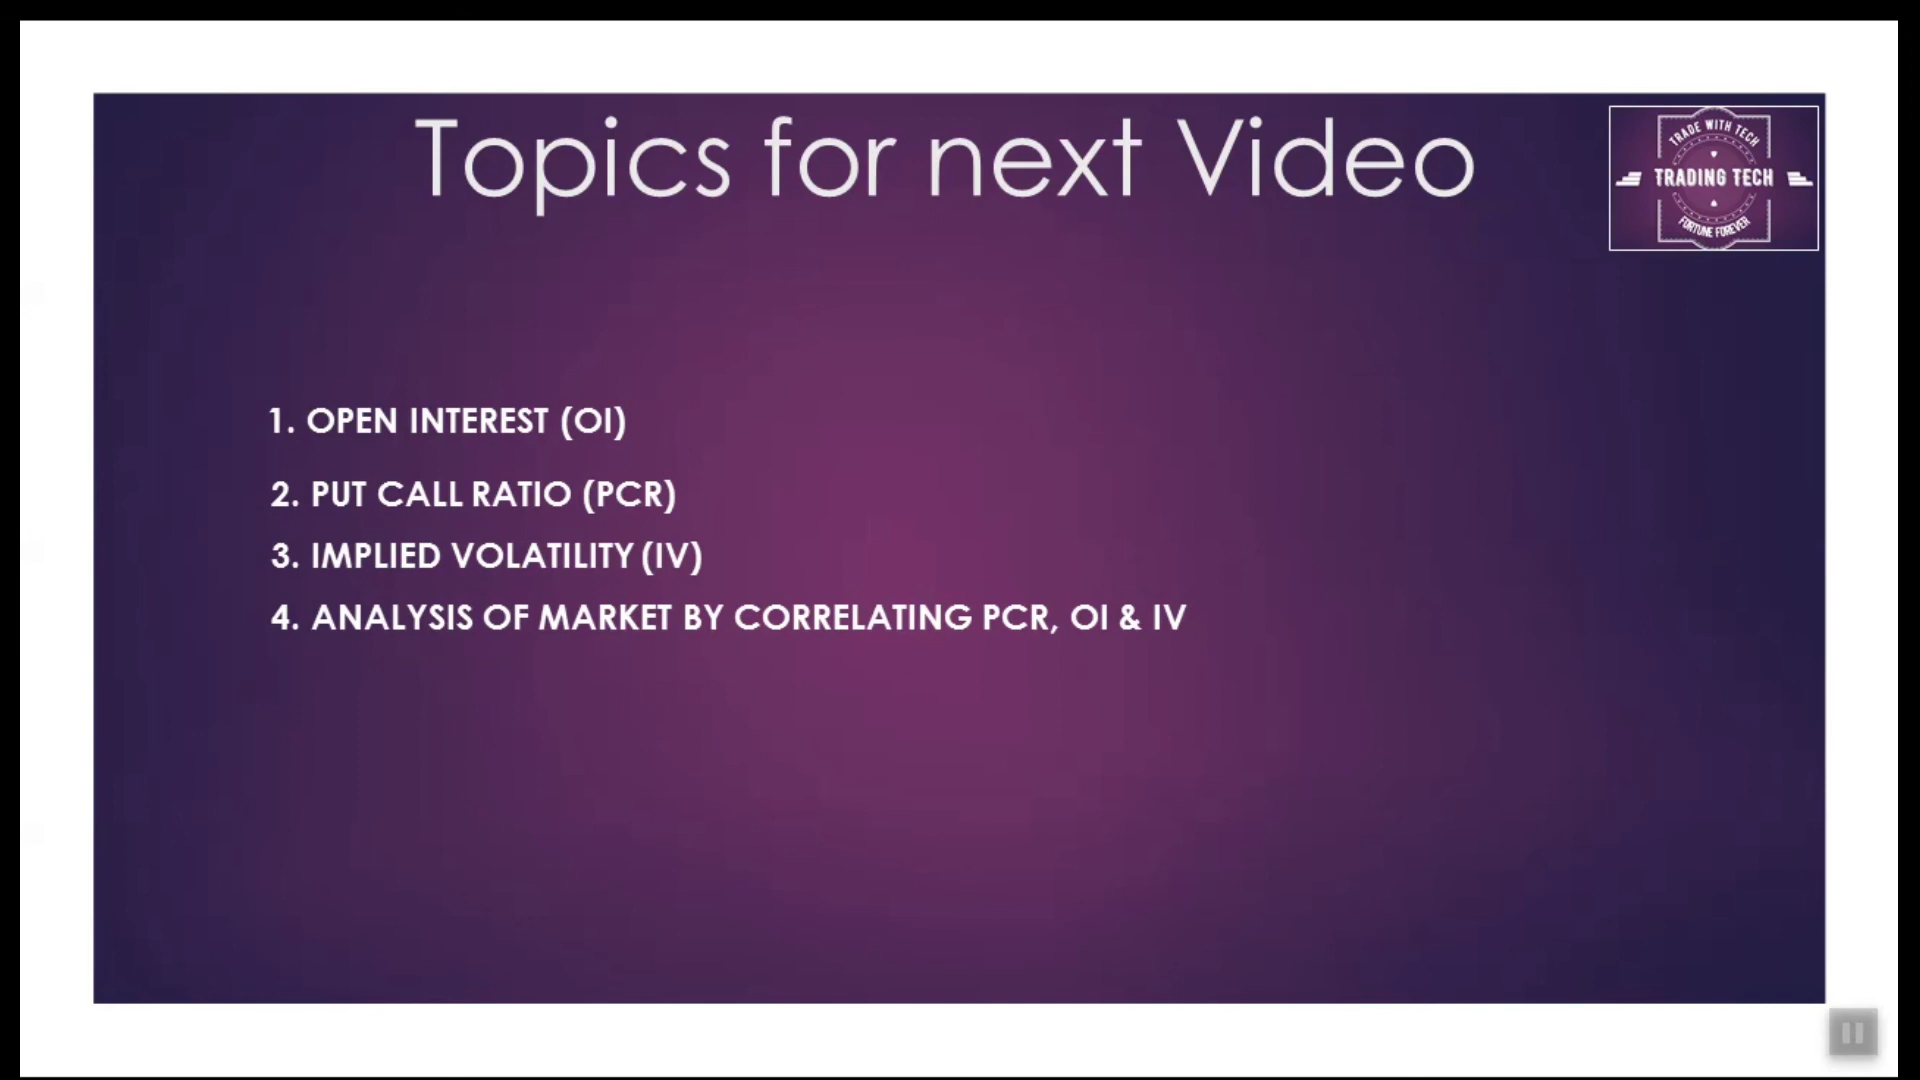 Topics for next Video
TRADE WITH TECH
TRADING TECH
FORTUNE FOREVER
1. OPEN INTEREST (OI)
2. PUT CALL RATIO (PCR)
3. IMPLIED VOLATILITY (IV)
4. ANALYSIS OF MARKET BY CORRELATING PCR, OI & IV